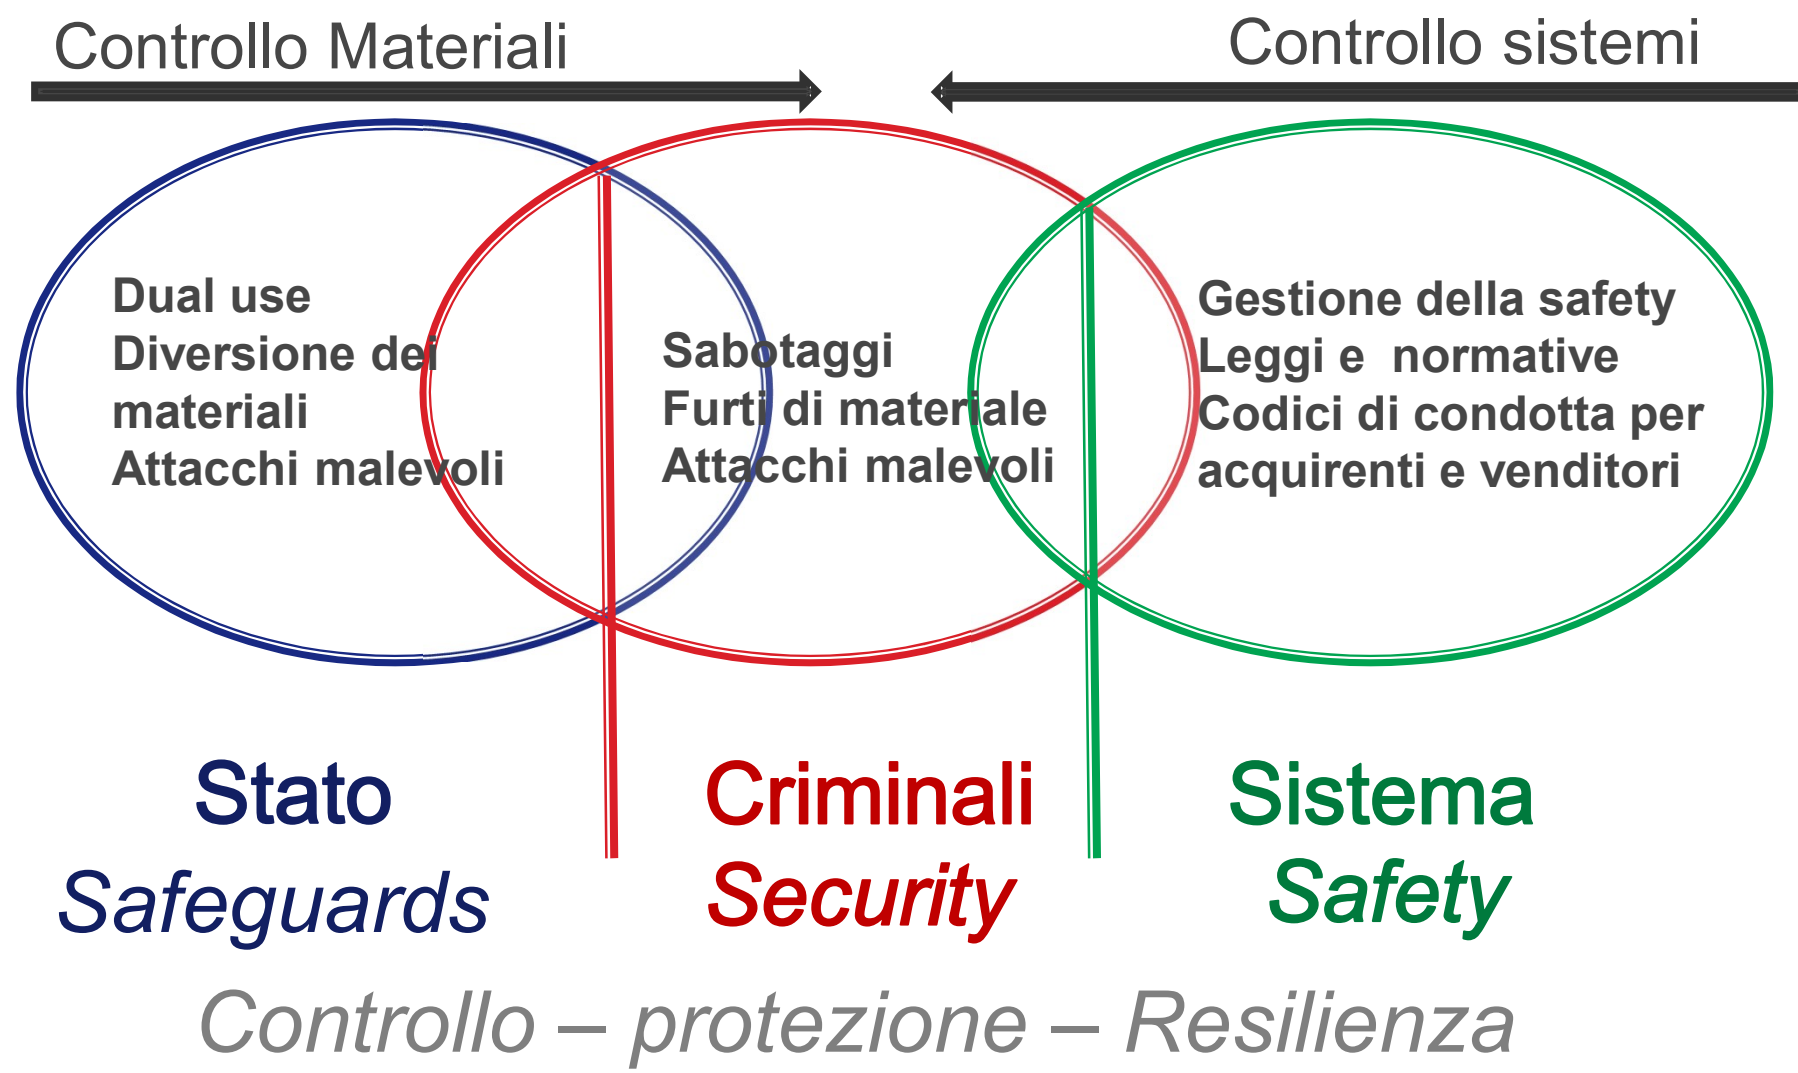 Controllo Materiali
Controllo sistemi
Dual use
Diversione dei
materiali
Attacchi malevoli
Sabotaggi
Furti di materiale
Attacchi malevoli
Gestione della safety
Leggi e  normative
Codici di condotta per
acquirenti e venditori
Stato
Safeguards
Criminali
Security
Sistema
Safety
Controllo – protezione – Resilienza